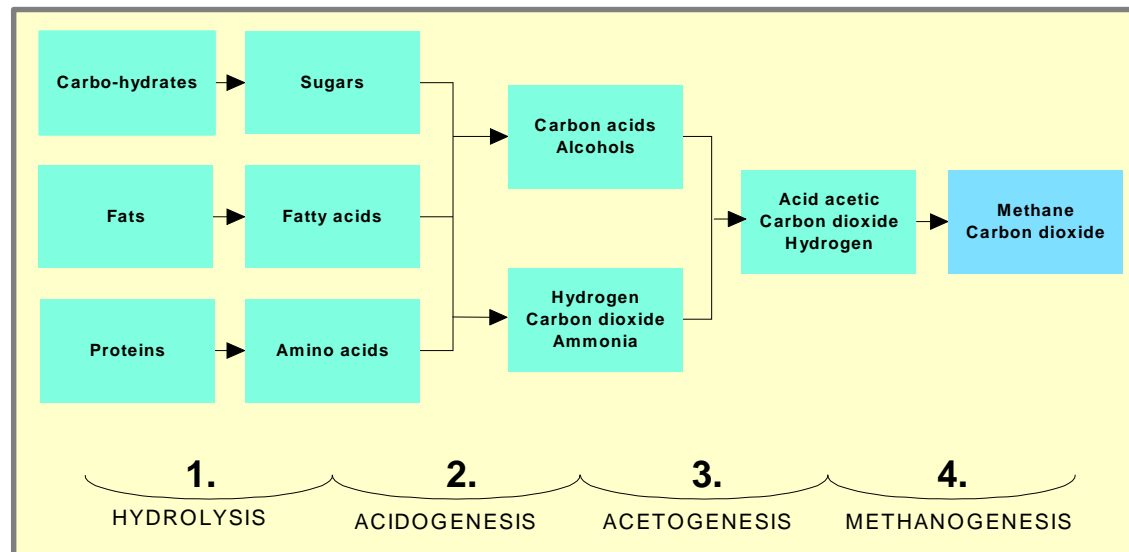 Carbo-hydrates
Sugars
Carbon acids
Alcohols
Fats
Fatty acids
Acid acetic
Carbon dioxide
Hydrogen
Methane
Carbon dioxide
Hydrogen
Carbon dioxide
Ammonia
Proteins
Amino acids
1.
2.
3.
4.
HYDROLYSIS
ACIDOGENESIS
ACETOGENESIS
METHANOGENESIS